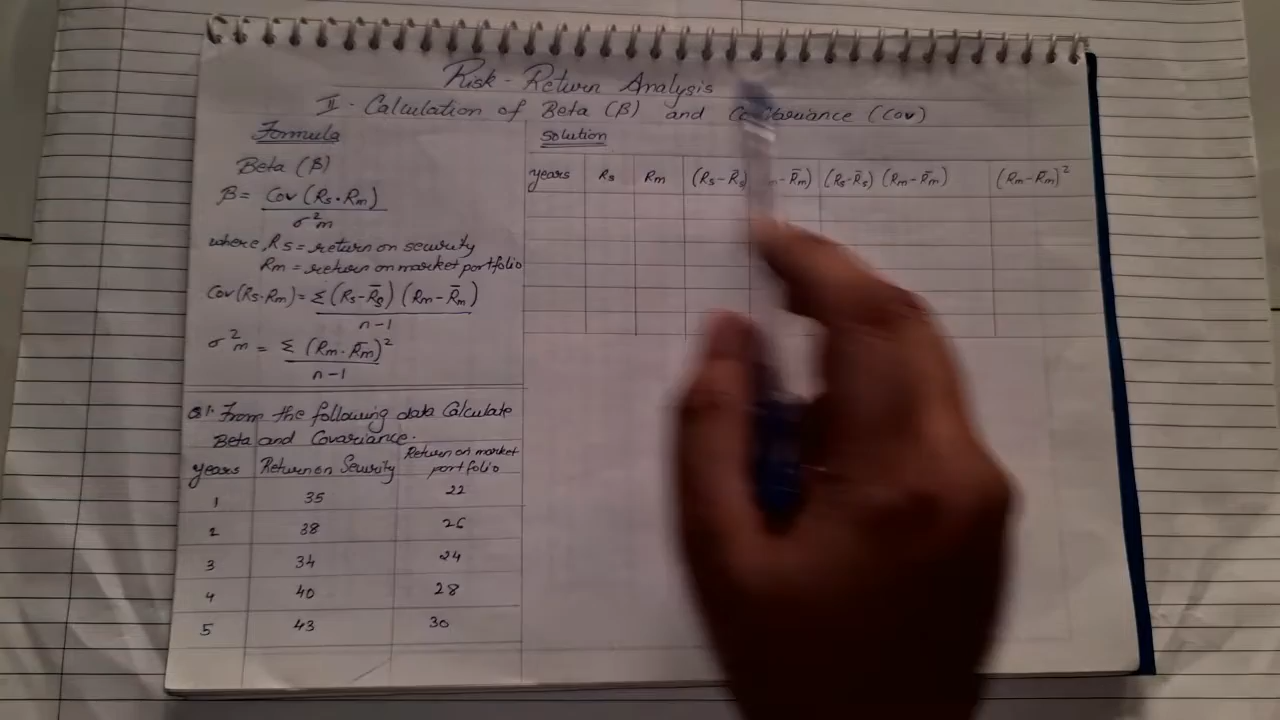 Risk - Return Analysis
II - Calculation of Beta (β) and Covariance (Cov)
Formula
Beta (β)
β = Cov (Rs · Rm)
σ²m
where, Rs = return on security
Rm = return on market portfolio
Cov (Rs · Rm) = Σ (Rs - R̄s) (Rm - R̄m)
n-1
σ²m = Σ (Rm · R̄m)²
n-1
Q1. From the following data Calculate
Beta and Covariance.
years Return on Security Return on market portfolio
1 35 22
2 38 26
3 34 24
4 40 28
5 43 30
Solution
years Rs Rm (Rs - R̄s) - R̄m) (Rs - R̄s) (Rm - R̄m) (Rm - R̄m)²